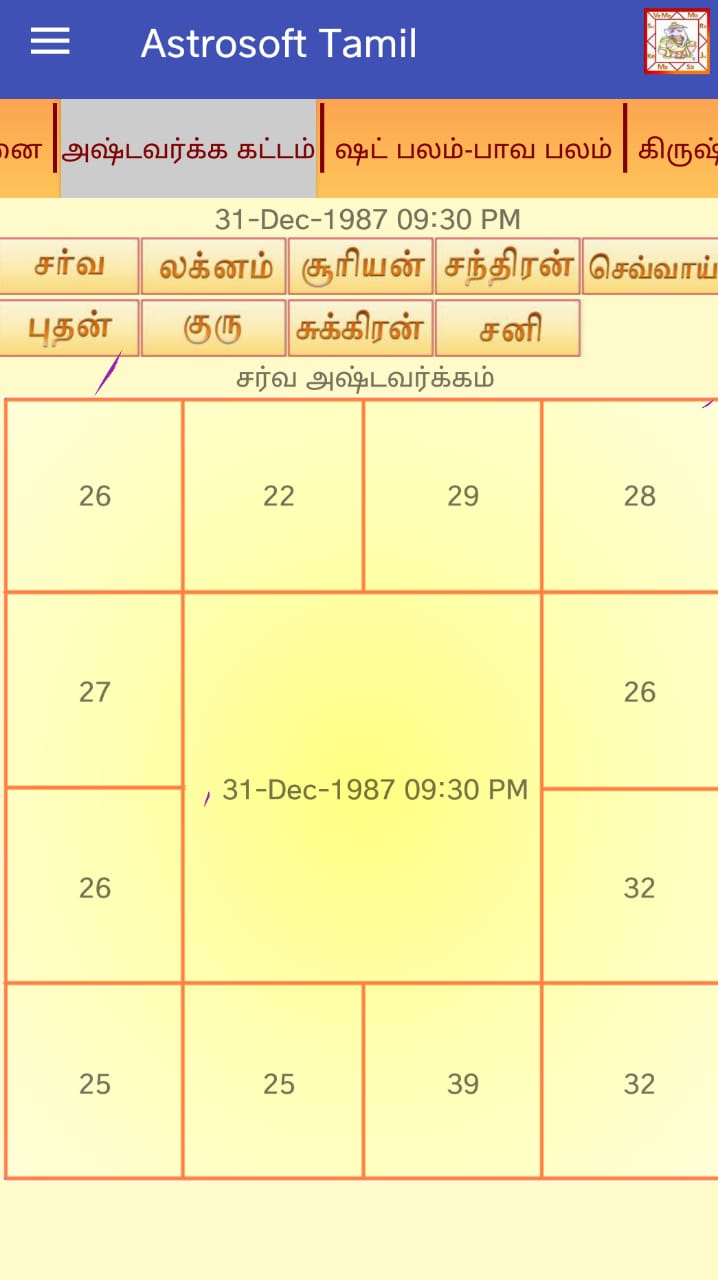 Astrosoft Tamil
னை அஷ்டவர்க்க கட்டம் ஷட் பலம்-பாவ பலம் கிருஷ்
31-Dec-1987 09:30 PM
சர்வ லக்னம் சூரியன் சந்திரன் செவ்வாய்
புதன் குரு சுக்கிரன் சனி
சர்வ அஷ்டவர்க்கம்
26 22 29 28
27 26
31-Dec-1987 09:30 PM
26 32
25 25 39 32